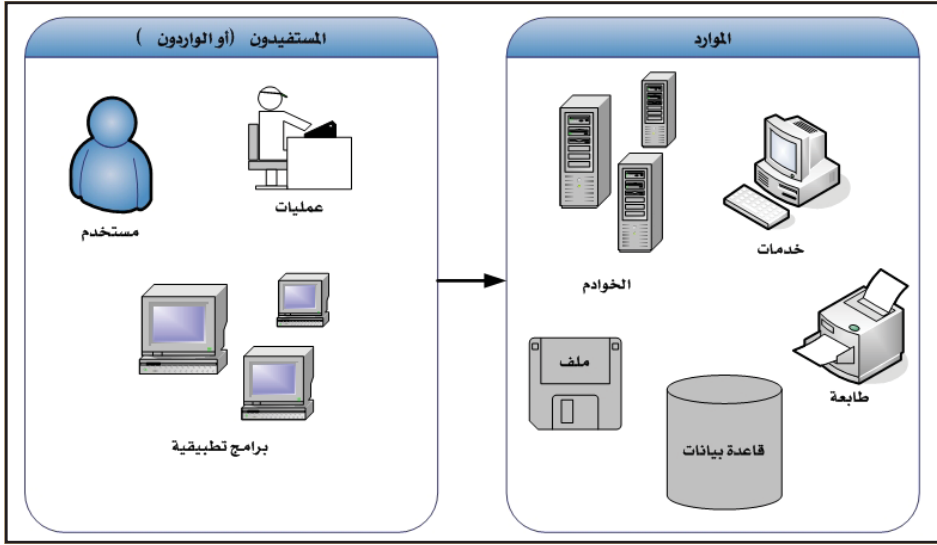 الموارد
المستفيدون (أو الواردون )
عمليات
مستخدم
خدمات
الخوادم
ملف
طابعة
برامج تطبيقية
قاعدة بيانات